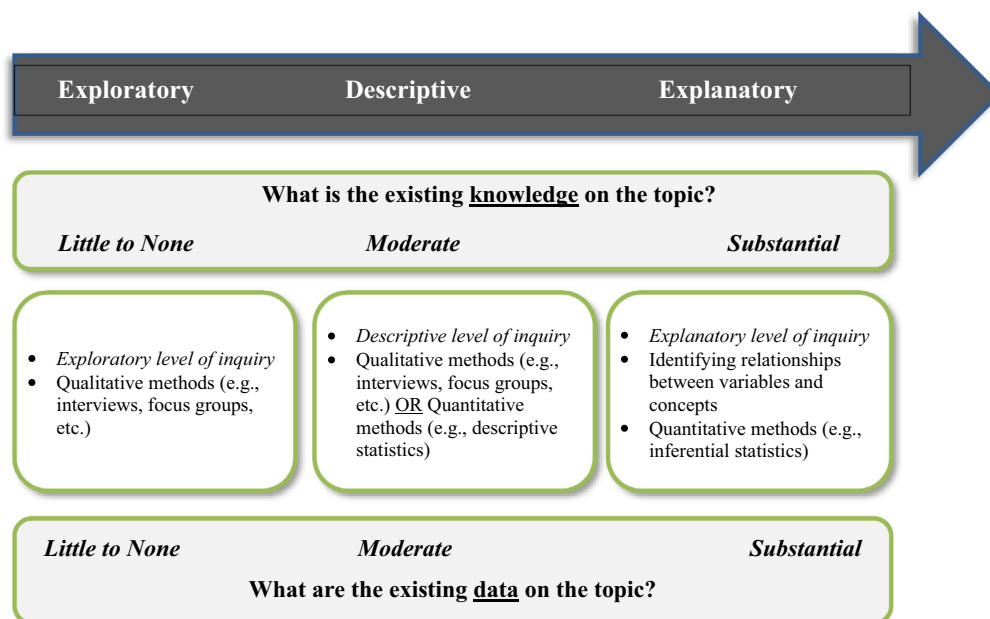 Exploratory Descriptive Explanatory
What is the existing knowledge on the topic?
Little to None Moderate Substantial
• Exploratory level of inquiry
• Qualitative methods (e.g.,
interviews, focus groups,
etc.)
• Descriptive level of inquiry
• Qualitative methods (e.g.,
interviews, focus groups,
etc.) OR Quantitative
methods (e.g., descriptive
statistics)
• Explanatory level of inquiry
• Identifying relationships
between variables and
concepts
• Quantitative methods (e.g.,
inferential statistics)
Little to None Moderate Substantial
What are the existing data on the topic?